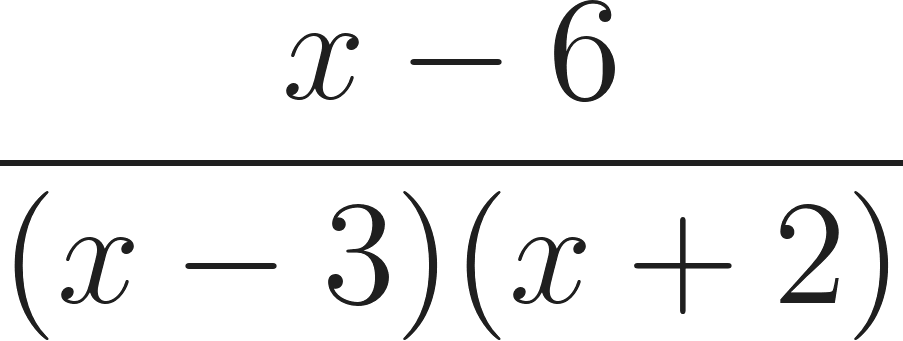 x − 6
(x − 3)(x + 2)